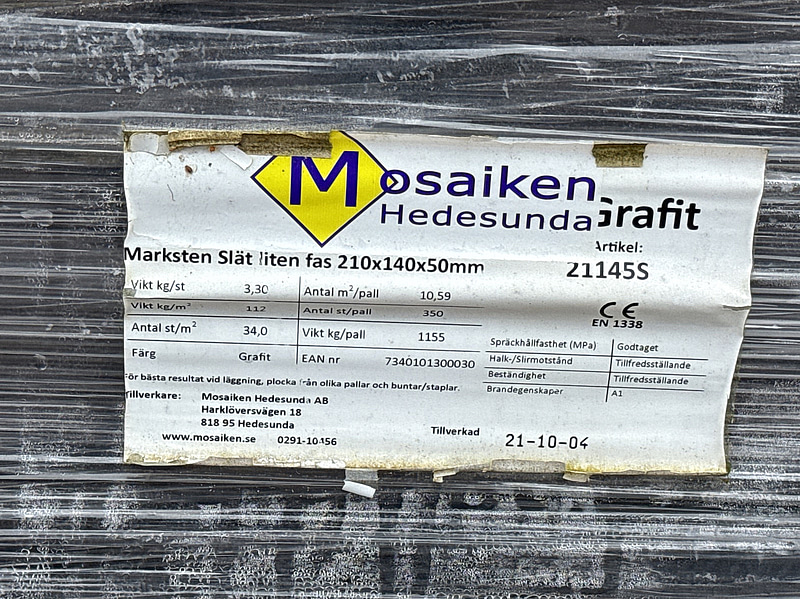 Mosaiken
Hedesunda
Grafit
Artikel:
21145S
Marksten Slät liten fas 210x140x50mm
Vikt kg/st 3,30 Antal m²/pall 10,59
Vikt kg/m² 112 Antal st/pall 350
Antal st/m² 34,0 Vikt kg/pall 1155
Färg Grafit EAN nr 7340101300030
CE
EN 1338
Spräckhållfasthet (MPa) Godtaget
Halk-/Slirmotstånd Tillfredsställande
Beständighet Tillfredsställande
Brandegenskaper A1
För bästa resultat vid läggning, plocka från olika pallar och buntar/staplar.
Tillverkare: Mosaiken Hedesunda AB
Harklöversvägen 18
818 95 Hedesunda
www.mosaiken.se 0291-10456
Tillverkad 21-10-04